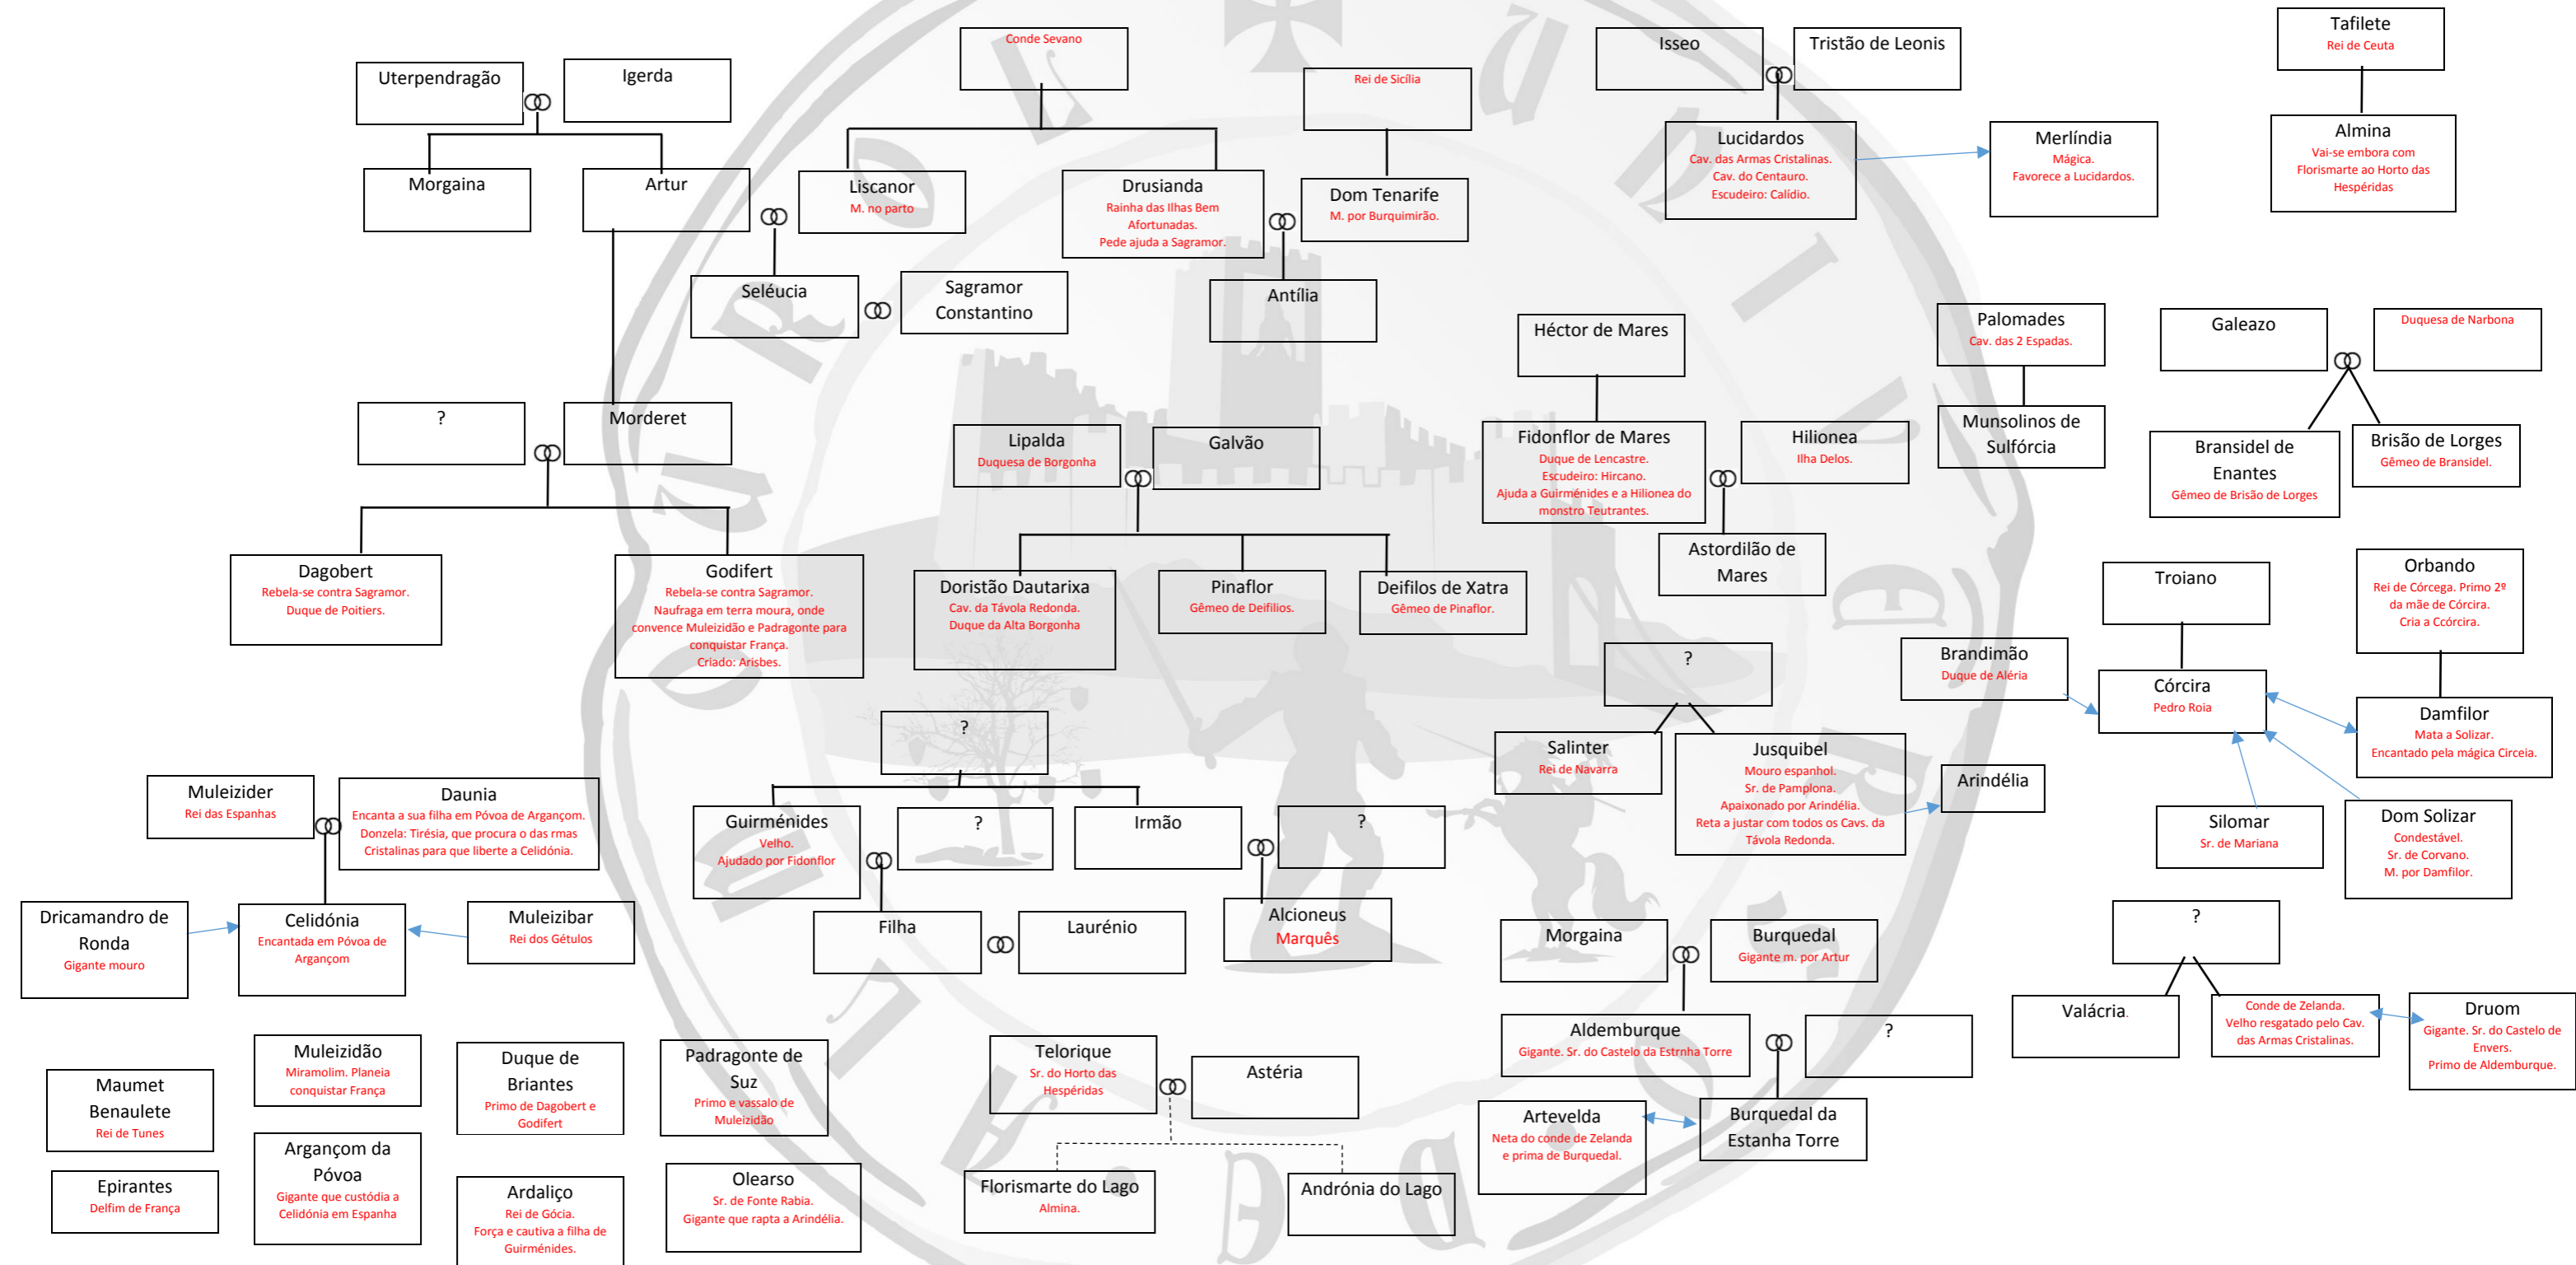 Uterpendragão
Igerda
Morgaina
Artur
Conde Sevano
Liscanor
M. no parto
Drusianda
Rainha das Ilhas Bem
Afortunadas.
Pede ajuda a Sagramor.
Rei de Sicília
Dom Tenarife
M. por Burquimirão.
Seléucia
Sagramor
Constantino
Antília
Isseo
Tristão de Leonis
Lucidardos
Cav. das Armas Cristalinas.
Cav. do Centauro.
Escudeiro: Calídio.
Merlíndia
Mágica.
Favorece a Lucidardos.
Tafilete
Rei de Ceuta
Almina
Vai-se embora com
Florismarte ao Horto das
Hespéridas
?
Morderet
Dagobert
Rebela-se contra Sagramor.
Duque de Poitiers.
Godifert
Rebela-se contra Sagramor.
Naufraga em terra moura, onde
convence Muleizidão e Padragonte para
conquistar França.
Criado: Arisbes.
Lipalda
Duquesa de Borgonha
Galvão
Doristão Dautarixa
Cav. da Távola Redonda.
Duque da Alta Borgonha
Pinaflor
Gêmeo de Deifilios.
Deifilos de Xatra
Gêmeo de Pinaflor.
Héctor de Mares
Fidonflor de Mares
Duque de Lencastre.
Escudeiro: Hircano.
Ajuda a Guirménides e a Hilionea do
monstro Teutrantes.
Hilionea
Ilha Delos.
Astordilão de
Mares
Palomades
Cav. das 2 Espadas.
Munsolinos de
Sulfórcia
Galeazo
Duquesa de Narbona
Bransidel de
Enantes
Gêmeo de Brisão de Lorges
Brisão de Lorges
Gêmeo de Bransidel.
Troiano
Orbando
Rei de Córcega. Primo 2º
da mãe de Córcira.
Cria a Ccórcira.
Brandimão
Duque de Aléria
Córcira
Pedro Roia
Damfilor
Mata a Solizar.
Encantado pela mágica Circeia.
Silomar
Sr. de Mariana
Dom Solizar
Condestável.
Sr. de Corvano.
M. por Damfilor.
?
Salinter
Rei de Navarra
Jusquibel
Mouro espanhol.
Sr. de Pamplona.
Apaixonado por Arindélia.
Reta a justar com todos os Cavs. da
Távola Redonda.
Arindélia
Muleizider
Rei das Espanhas
Daunia
Encanta a sua filha em Póvoa de Argançom.
Donzela: Tirésia, que procura o das rmas
Cristalinas para que liberte a Celidónia.
Dricamandro de
Ronda
Gigante mouro
Celidónia
Encantada em Póvoa de
Argançom
Muleizibar
Rei dos Gétulos
?
Guirménides
Velho.
Ajudado por Fidonflor
?
Irmão
?
Filha
Laurénio
Alcioneus
Marquês
Morgaina
Burquedal
Gigante m. por Artur
Aldemburque
Gigante. Sr. do Castelo da Estrnha Torre
?
Artevelda
Neta do conde de Zelanda
e prima de Burquedal.
Burquedal da
Estanha Torre
?
Valácria.
Conde de Zelanda.
Velho resgatado pelo Cav.
das Armas Cristalinas.
Druom
Gigante. Sr. do Castelo de
Envers.
Primo de Aldemburque.
Maumet
Benaulete
Rei de Tunes
Epirantes
Delfim de França
Muleizidão
Miramolim. Planeia
conquistar França
Argançom da
Póvoa
Gigante que custódia a
Celidónia em Espanha
Duque de
Briantes
Primo de Dagobert e
Godifert
Ardaliço
Rei de Gócia.
Força e cautiva a filha de
Guirménides.
Padragonte de
Suz
Primo e vassalo de
Muleizidão
Olearso
Sr. de Fonte Rabia.
Gigante que rapta a Arindélia.
Telorique
Sr. do Horto das
Hespéridas
Astéria
Florismarte do Lago
Almina.
Andrónia do Lago